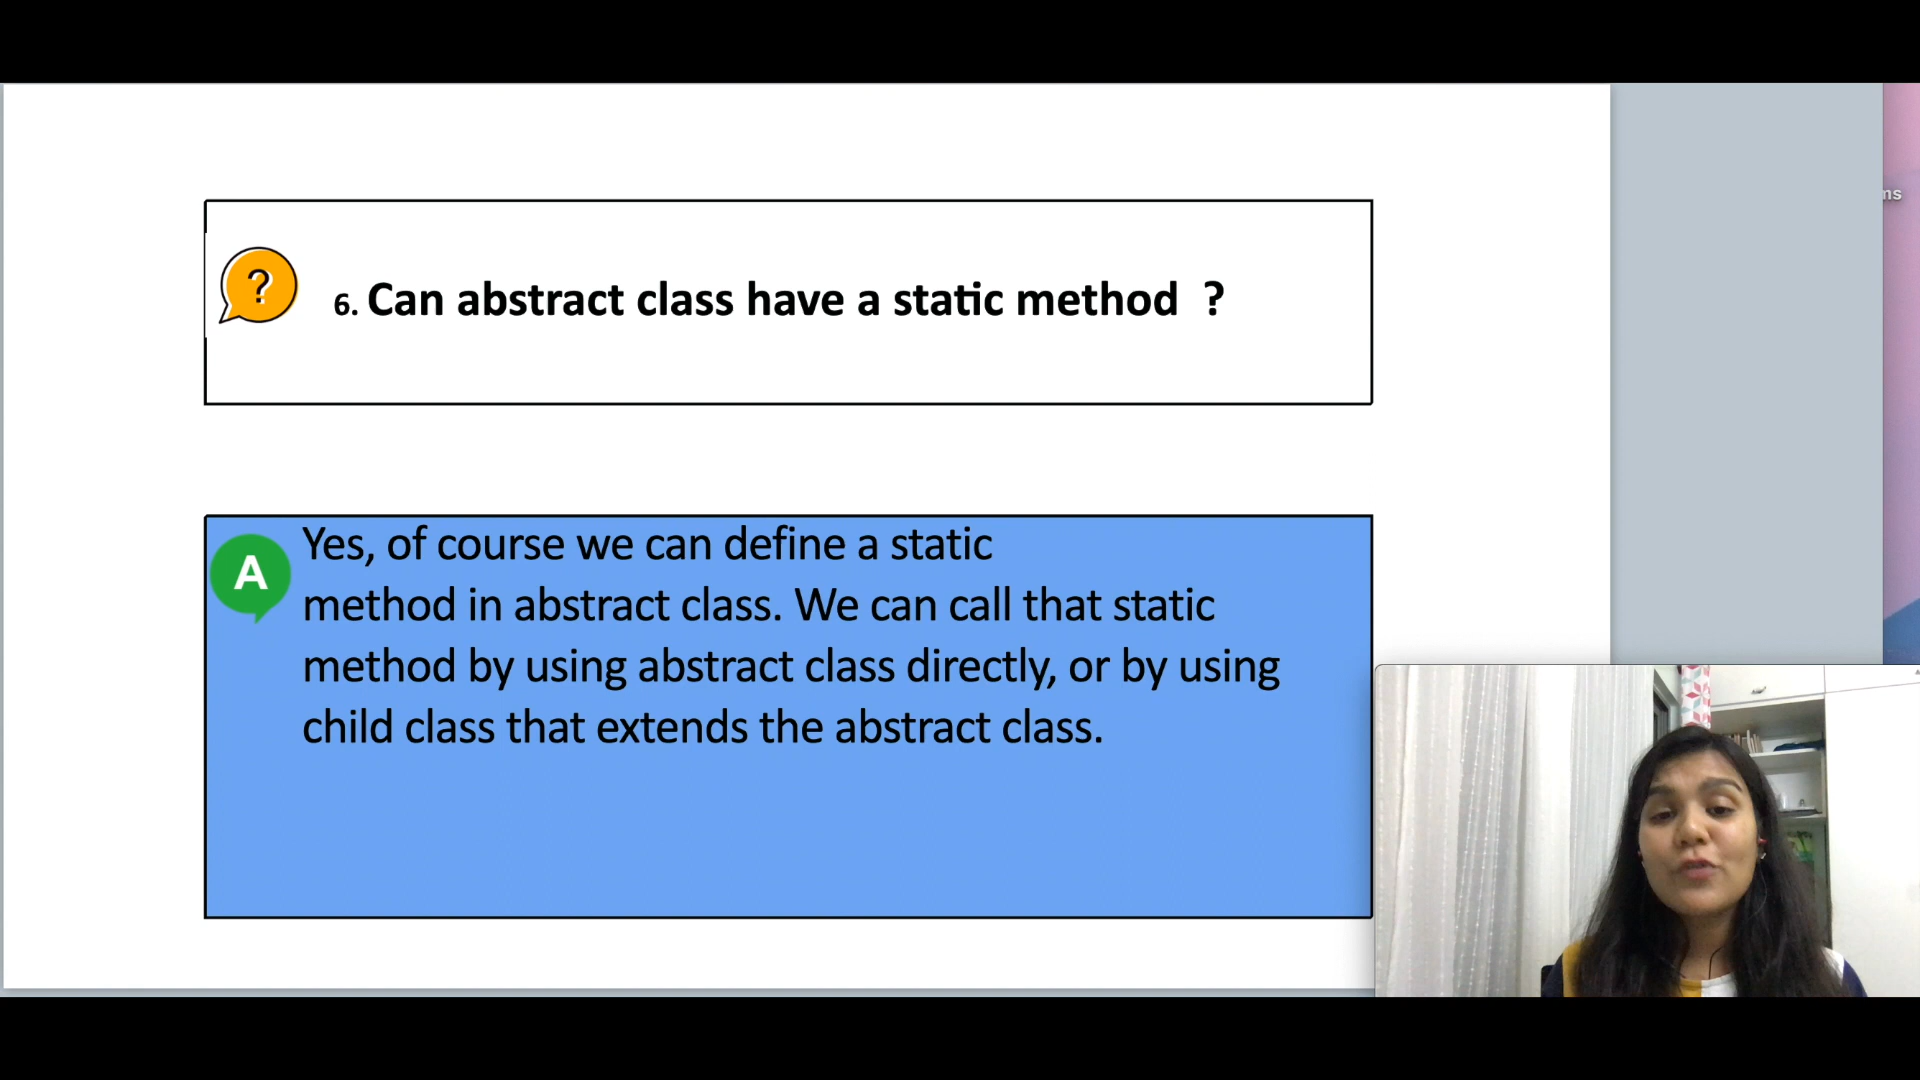 ?
6. Can abstract class have a static method ?
A
Yes, of course we can define a static
method in abstract class. We can call that static
method by using abstract class directly, or by using
child class that extends the abstract class.